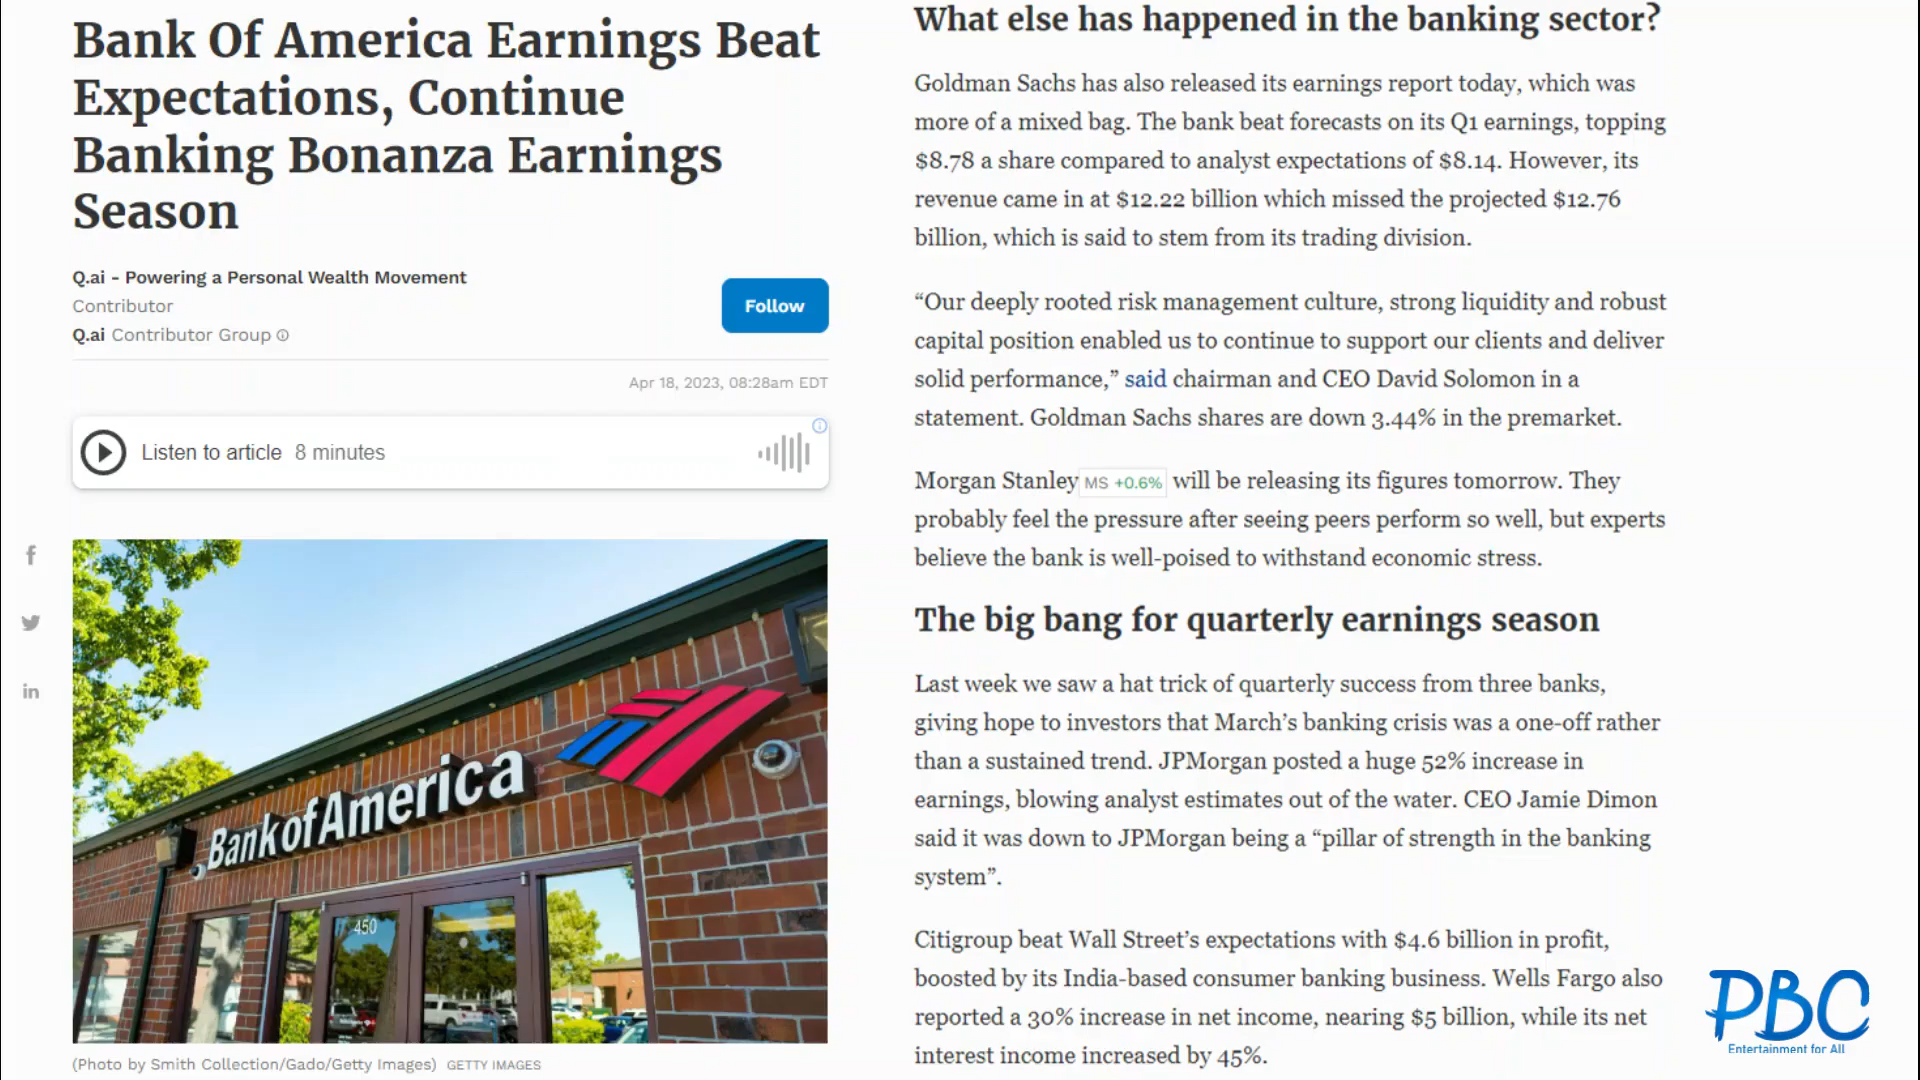 Bank Of America Earnings Beat
Expectations, Continue
Banking Bonanza Earnings
Season
Q.ai - Powering a Personal Wealth Movement
Contributor
Q.ai Contributor Group
Follow
Apr 18, 2023, 08:28am EDT
Listen to article 8 minutes
BankofAmerica
450
(Photo by Smith Collection/Gado/Getty Images) GETTY IMAGES
What else has happened in the banking sector?
Goldman Sachs has also released its earnings report today, which was
more of a mixed bag. The bank beat forecasts on its Q1 earnings, topping
$8.78 a share compared to analyst expectations of $8.14. However, its
revenue came in at $12.22 billion which missed the projected $12.76
billion, which is said to stem from its trading division.
“Our deeply rooted risk management culture, strong liquidity and robust
capital position enabled us to continue to support our clients and deliver
solid performance,” said chairman and CEO David Solomon in a
statement. Goldman Sachs shares are down 3.44% in the premarket.
Morgan Stanley MS +0.6% will be releasing its figures tomorrow. They
probably feel the pressure after seeing peers perform so well, but experts
believe the bank is well-poised to withstand economic stress.
The big bang for quarterly earnings season
Last week we saw a hat trick of quarterly success from three banks,
giving hope to investors that March’s banking crisis was a one-off rather
than a sustained trend. JPMorgan posted a huge 52% increase in
earnings, blowing analyst estimates out of the water. CEO Jamie Dimon
said it was down to JPMorgan being a “pillar of strength in the banking
system”.
Citigroup beat Wall Street’s expectations with $4.6 billion in profit,
boosted by its India-based consumer banking business. Wells Fargo also
reported a 30% increase in net income, nearing $5 billion, while its net
interest income increased by 45%.
PBC
Entertainment for All